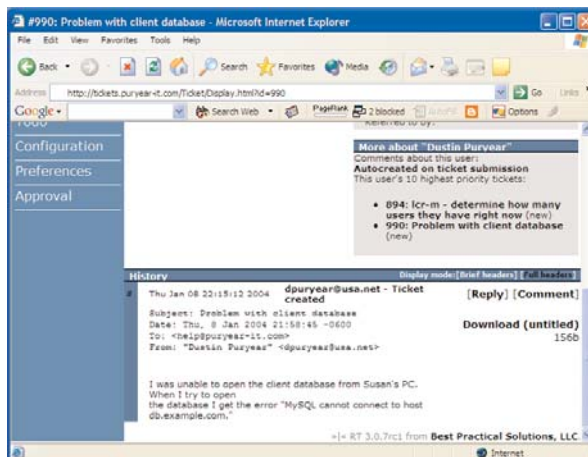 #990: Problem with client database - Microsoft Internet Explorer
File Edit View Favorites Tools Help
Back Search Favorites Media
Address http://tickets.puryear-it.com/Ticket/Display.html?id=990 Go Links
Google Search Web PageRank 2 blocked AutoFill Options
Todo
Configuration
Preferences
Approval
Referred to by:
More about "Dustin Puryear"
Comments about this user:
Autocreated on ticket submission
This user's 10 highest priority tickets:
894: lcr-m - determine how many
users they have right now (new)
990: Problem with client database
(new)
History Display mode:[Brief headers] [Full headers]
# Thu Jan 08 22:15:12 2004 dpuryear@usa.net - Ticket created [Reply] [Comment]
Subject: Problem with client database
Date: Thu, 8 Jan 2004 21:58:45 -0600
To: <help@puryear-it.com>
From: "Dustin Puryear" <dpuryear@usa.net>
Download (untitled)
156b
I was unable to open the client database from Susan's PC.
When I try to open
the database I get the error "MySQL cannot connect to host
db.example.com."
»|« RT 3.0.7rc1 from Best Practical Solutions, LLC
Internet